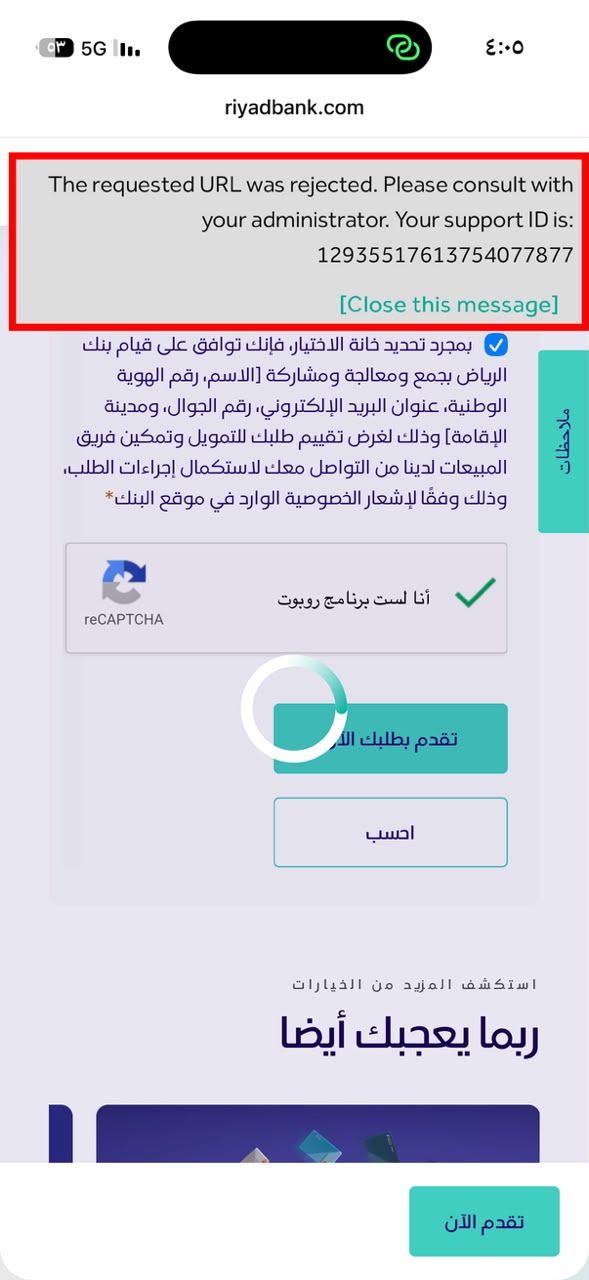 ٤:٠٥
5G
٥٣
riyadbank.com
The requested URL was rejected. Please consult with
your administrator. Your support ID is:
12935517613754077877
[Close this message]
بمجرد تحديد خانة الاختيار، فإنك توافق على قيام بنك
الرياض بجمع ومعالجة ومشاركة [الاسم، رقم الهوية
الوطنية، عنوان البريد الإلكتروني، رقم الجوال، ومدينة
الإقامة] وذلك لغرض تقييم طلبك للتمويل وتمكين فريق
المبيعات لدينا من التواصل معك لاستكمال إجراءات الطلب،
وذلك وفقًا لإشعار الخصوصية الوارد في موقع البنك*
ملاحظات
أنا لست برنامج روبوت
reCAPTCHA
تقدم بطلبك الآن
احسب
استكشف المزيد من الخيارات
ربما يعجبك أيضا
تقدم الآن